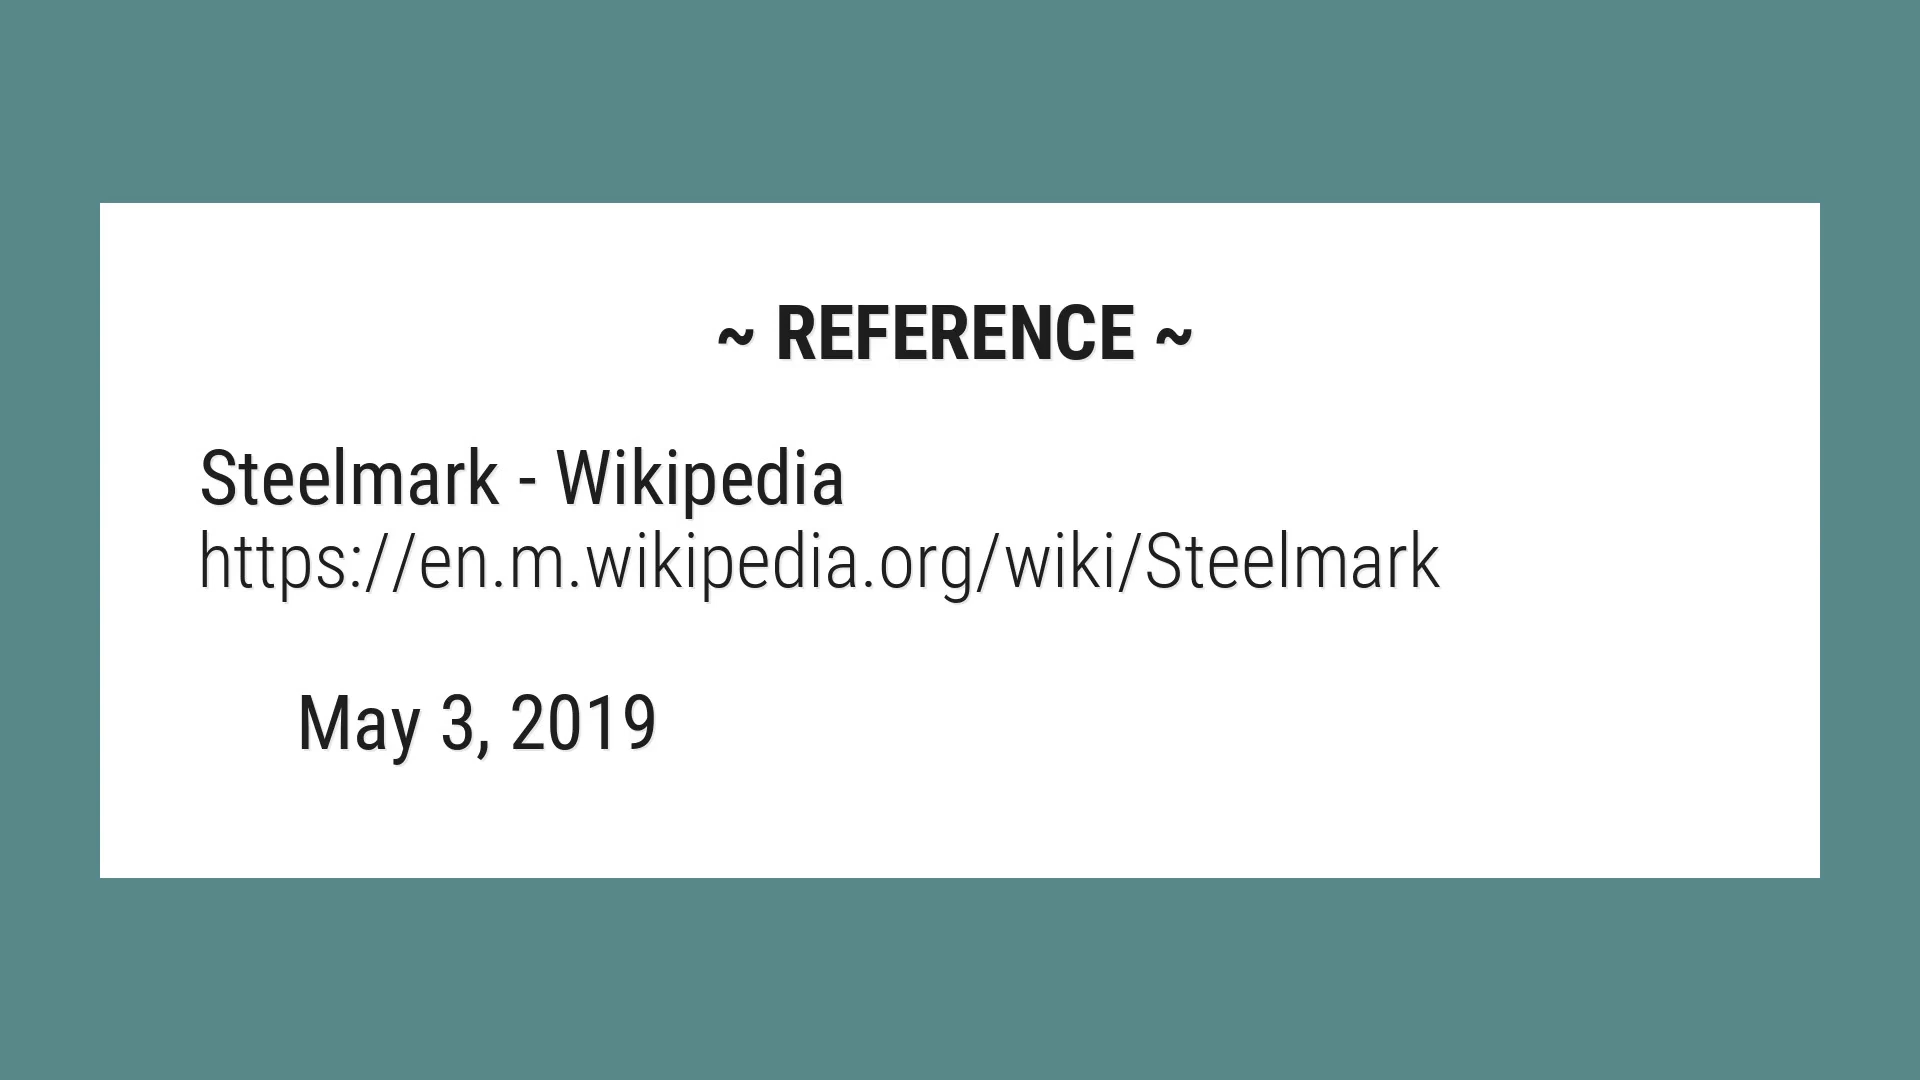 ~ REFERENCE ~
Steelmark - Wikipedia
https://en.m.wikipedia.org/wiki/Steelmark
May 3, 2019